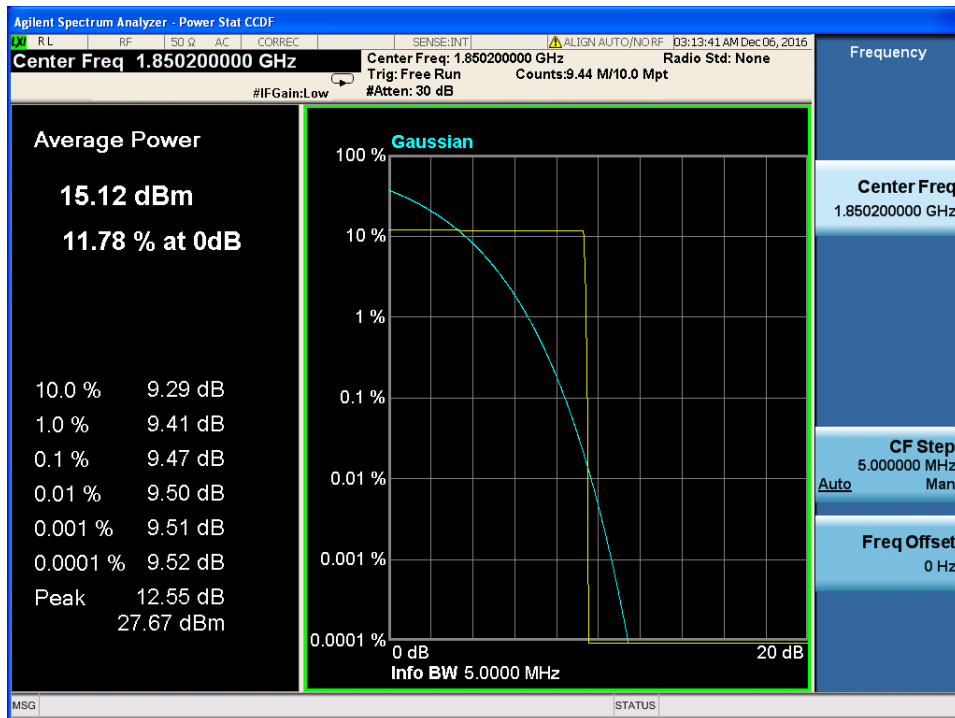 Agilent Spectrum Analyzer - Power Stat CCDF
LXI RL RF 50 Ω AC CORREC SENSE:INT ALIGN AUTO/NO RF 03:13:41 AM Dec 06, 2016
Center Freq 1.850200000 GHz
#IFGain:Low
Center Freq: 1.850200000 GHz Radio Std: None
Trig: Free Run Counts:9.44 M/10.0 Mpt
#Atten: 30 dB
Average Power
15.12 dBm
11.78 % at 0dB
10.0 % 9.29 dB
1.0 % 9.41 dB
0.1 % 9.47 dB
0.01 % 9.50 dB
0.001 % 9.51 dB
0.0001 % 9.52 dB
Peak 12.55 dB
27.67 dBm
Gaussian
100 %
10 %
1 %
0.1 %
0.01 %
0.001 %
0.0001 %
0 dB 20 dB
Info BW 5.0000 MHz
Frequency
Center Freq
1.850200000 GHz
CF Step
5.000000 MHz
Auto Man
Freq Offset
0 Hz
MSG STATUS